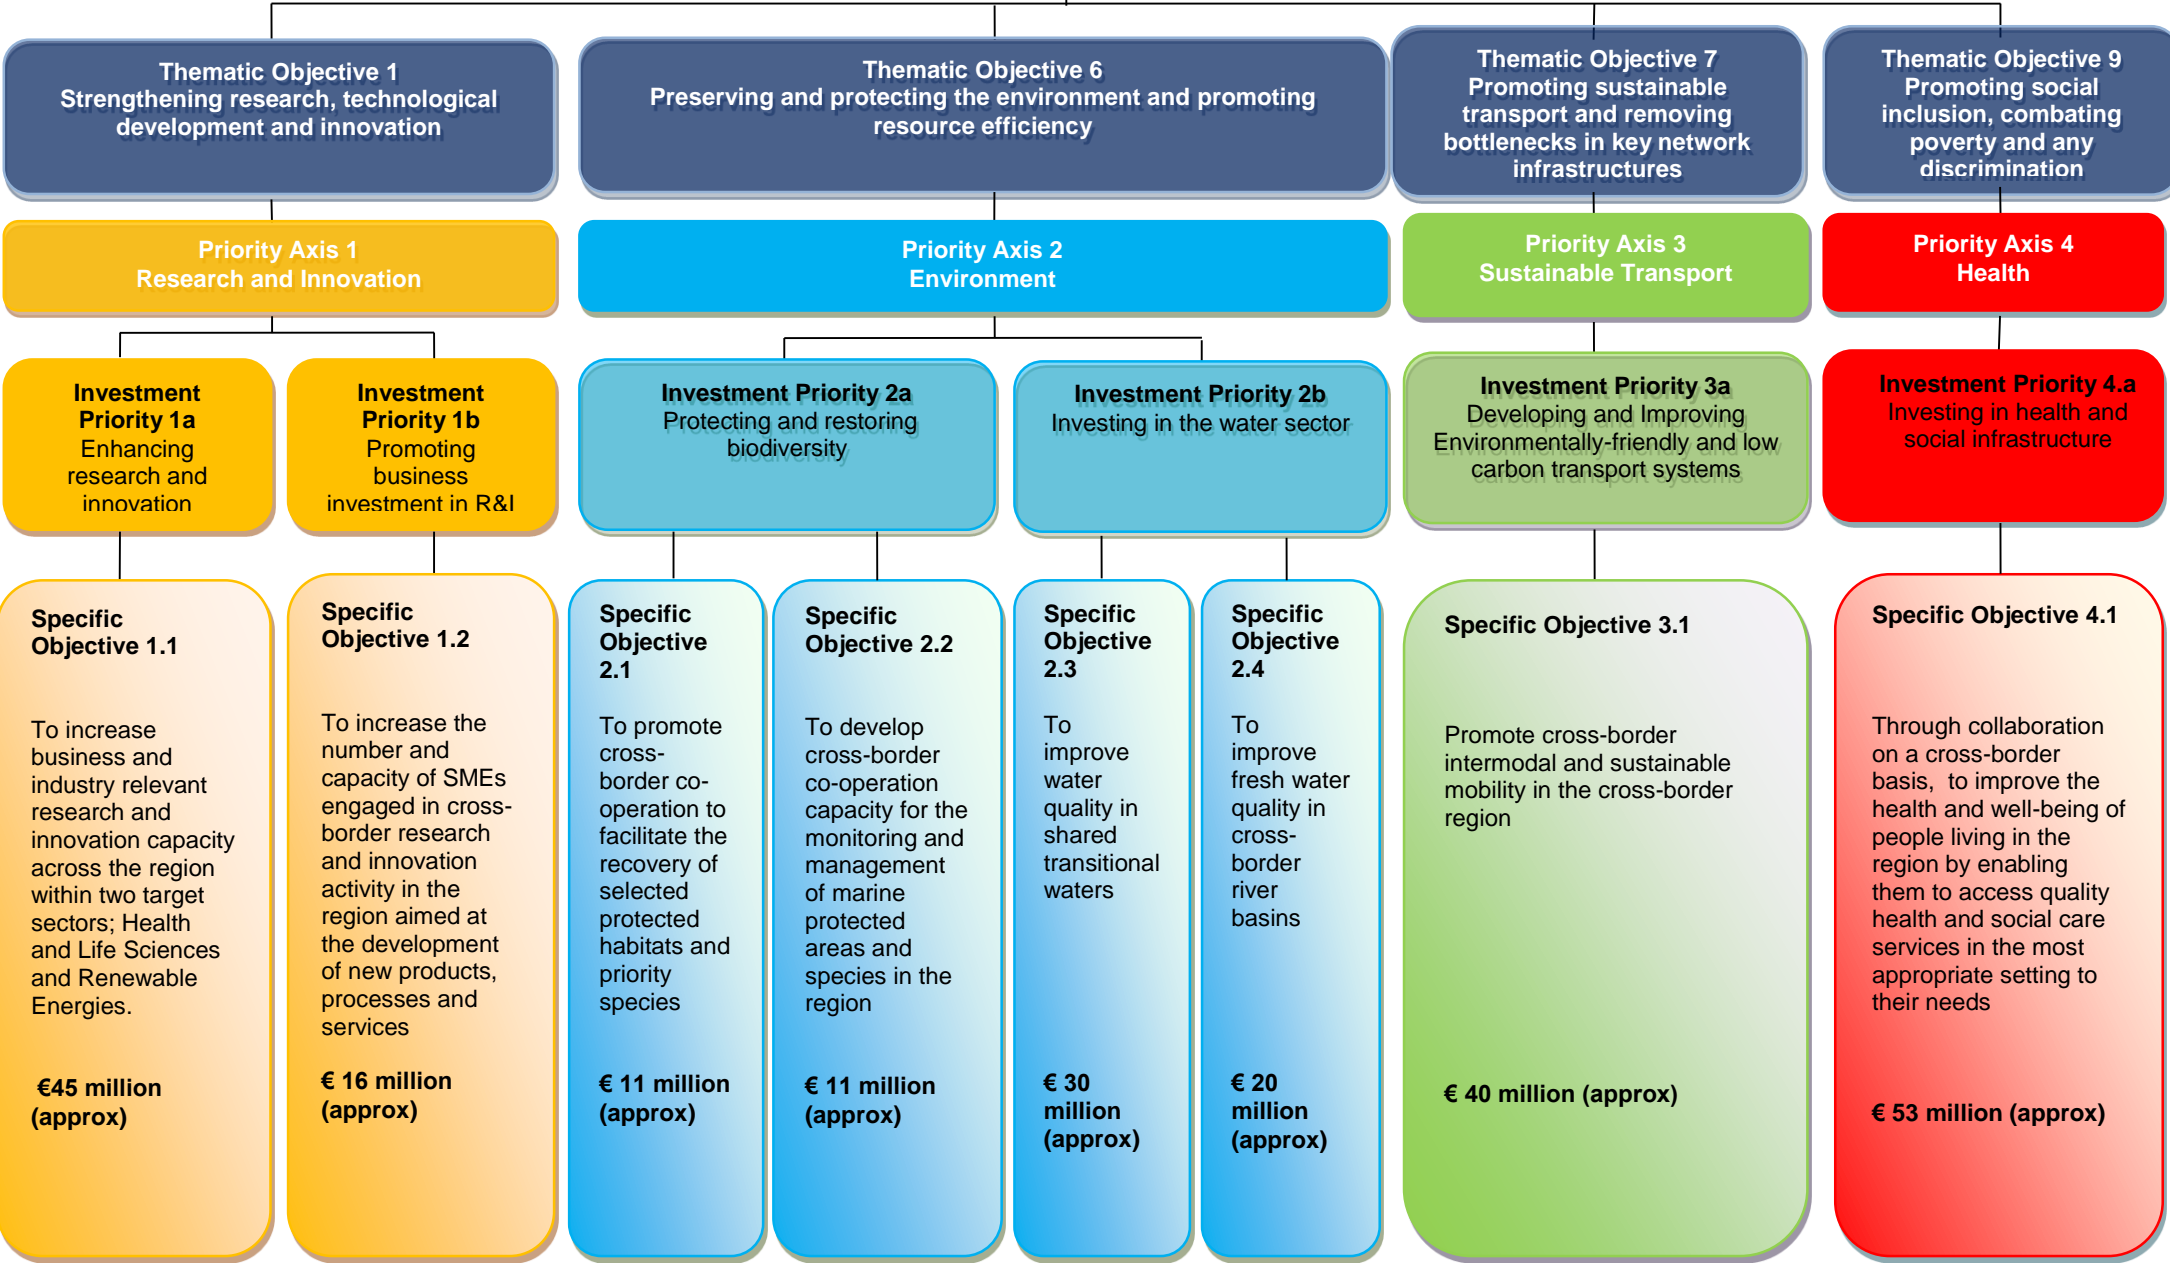 Thematic Objective 1
Strengthening research, technological
development and innovation
Thematic Objective 6
Preserving and protecting the environment and promoting
resource efficiency
Thematic Objective 7
Promoting sustainable
transport and removing
bottlenecks in key network
infrastructures
Thematic Objective 9
Promoting social
inclusion, combating
poverty and any
discrimination
Priority Axis 1
Research and Innovation
Priority Axis 2
Environment
Priority Axis 3
Sustainable Transport
Priority Axis 4
Health
Investment
Priority 1a
Enhancing
research and
innovation
Investment
Priority 1b
Promoting
business
investment in R&I
Investment Priority 2a
Protecting and restoring
biodiversity
Investment Priority 2b
Investing in the water sector
Investment Priority 3a
Developing and Improving
Environmentally-friendly and low
carbon transport systems
Investment Priority 4.a
Investing in health and
social infrastructure
Specific
Objective 1.1
To increase
business and
industry relevant
research and
innovation capacity
across the region
within two target
sectors; Health
and Life Sciences
and Renewable
Energies.
€45 million
(approx)
Specific
Objective 1.2
To increase the
number and
capacity of SMEs
engaged in cross-
border research
and innovation
activity in the
region aimed at
the development
of new products,
processes and
services
€ 16 million
(approx)
Specific
Objective
2.1
To promote
cross-
border co-
operation to
facilitate the
recovery of
selected
protected
habitats and
priority
species
€ 11 million
(approx)
Specific
Objective 2.2
To develop
cross-border
co-operation
capacity for the
monitoring and
management
of marine
protected
areas and
species in the
region
€ 11 million
(approx)
Specific
Objective
2.3
To
improve
water
quality in
shared
transitional
waters
€ 30
million
(approx)
Specific
Objective
2.4
To
improve
fresh water
quality in
cross-
border
river
basins
€ 20
million
(approx)
Specific Objective 3.1
Promote cross-border
intermodal and sustainable
mobility in the cross-border
region
€ 40 million (approx)
Specific Objective 4.1
Through collaboration
on a cross-border
basis,  to improve the
health and well-being of
people living in the
region by enabling
them to access quality
health and social care
services in the most
appropriate setting to
their needs
€ 53 million (approx)